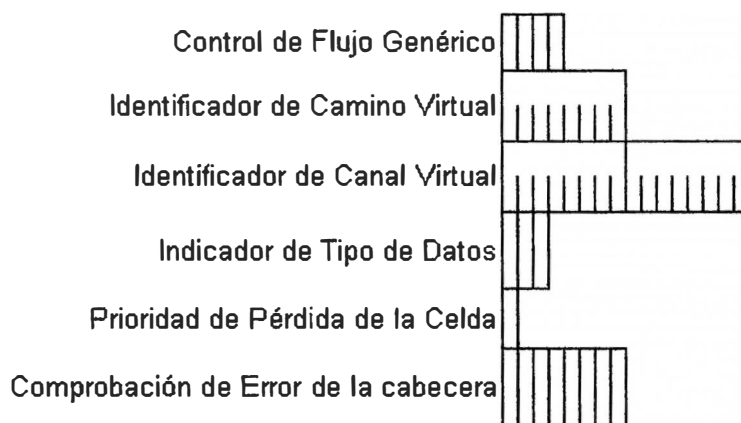 Control de Flujo Genérico
Identificador de Camino Virtual
Identificador de Canal Virtual
Indicador de Tipo de Datos
Prioridad de Pérdida de la Celda
Comprobación de Error de la cabecera